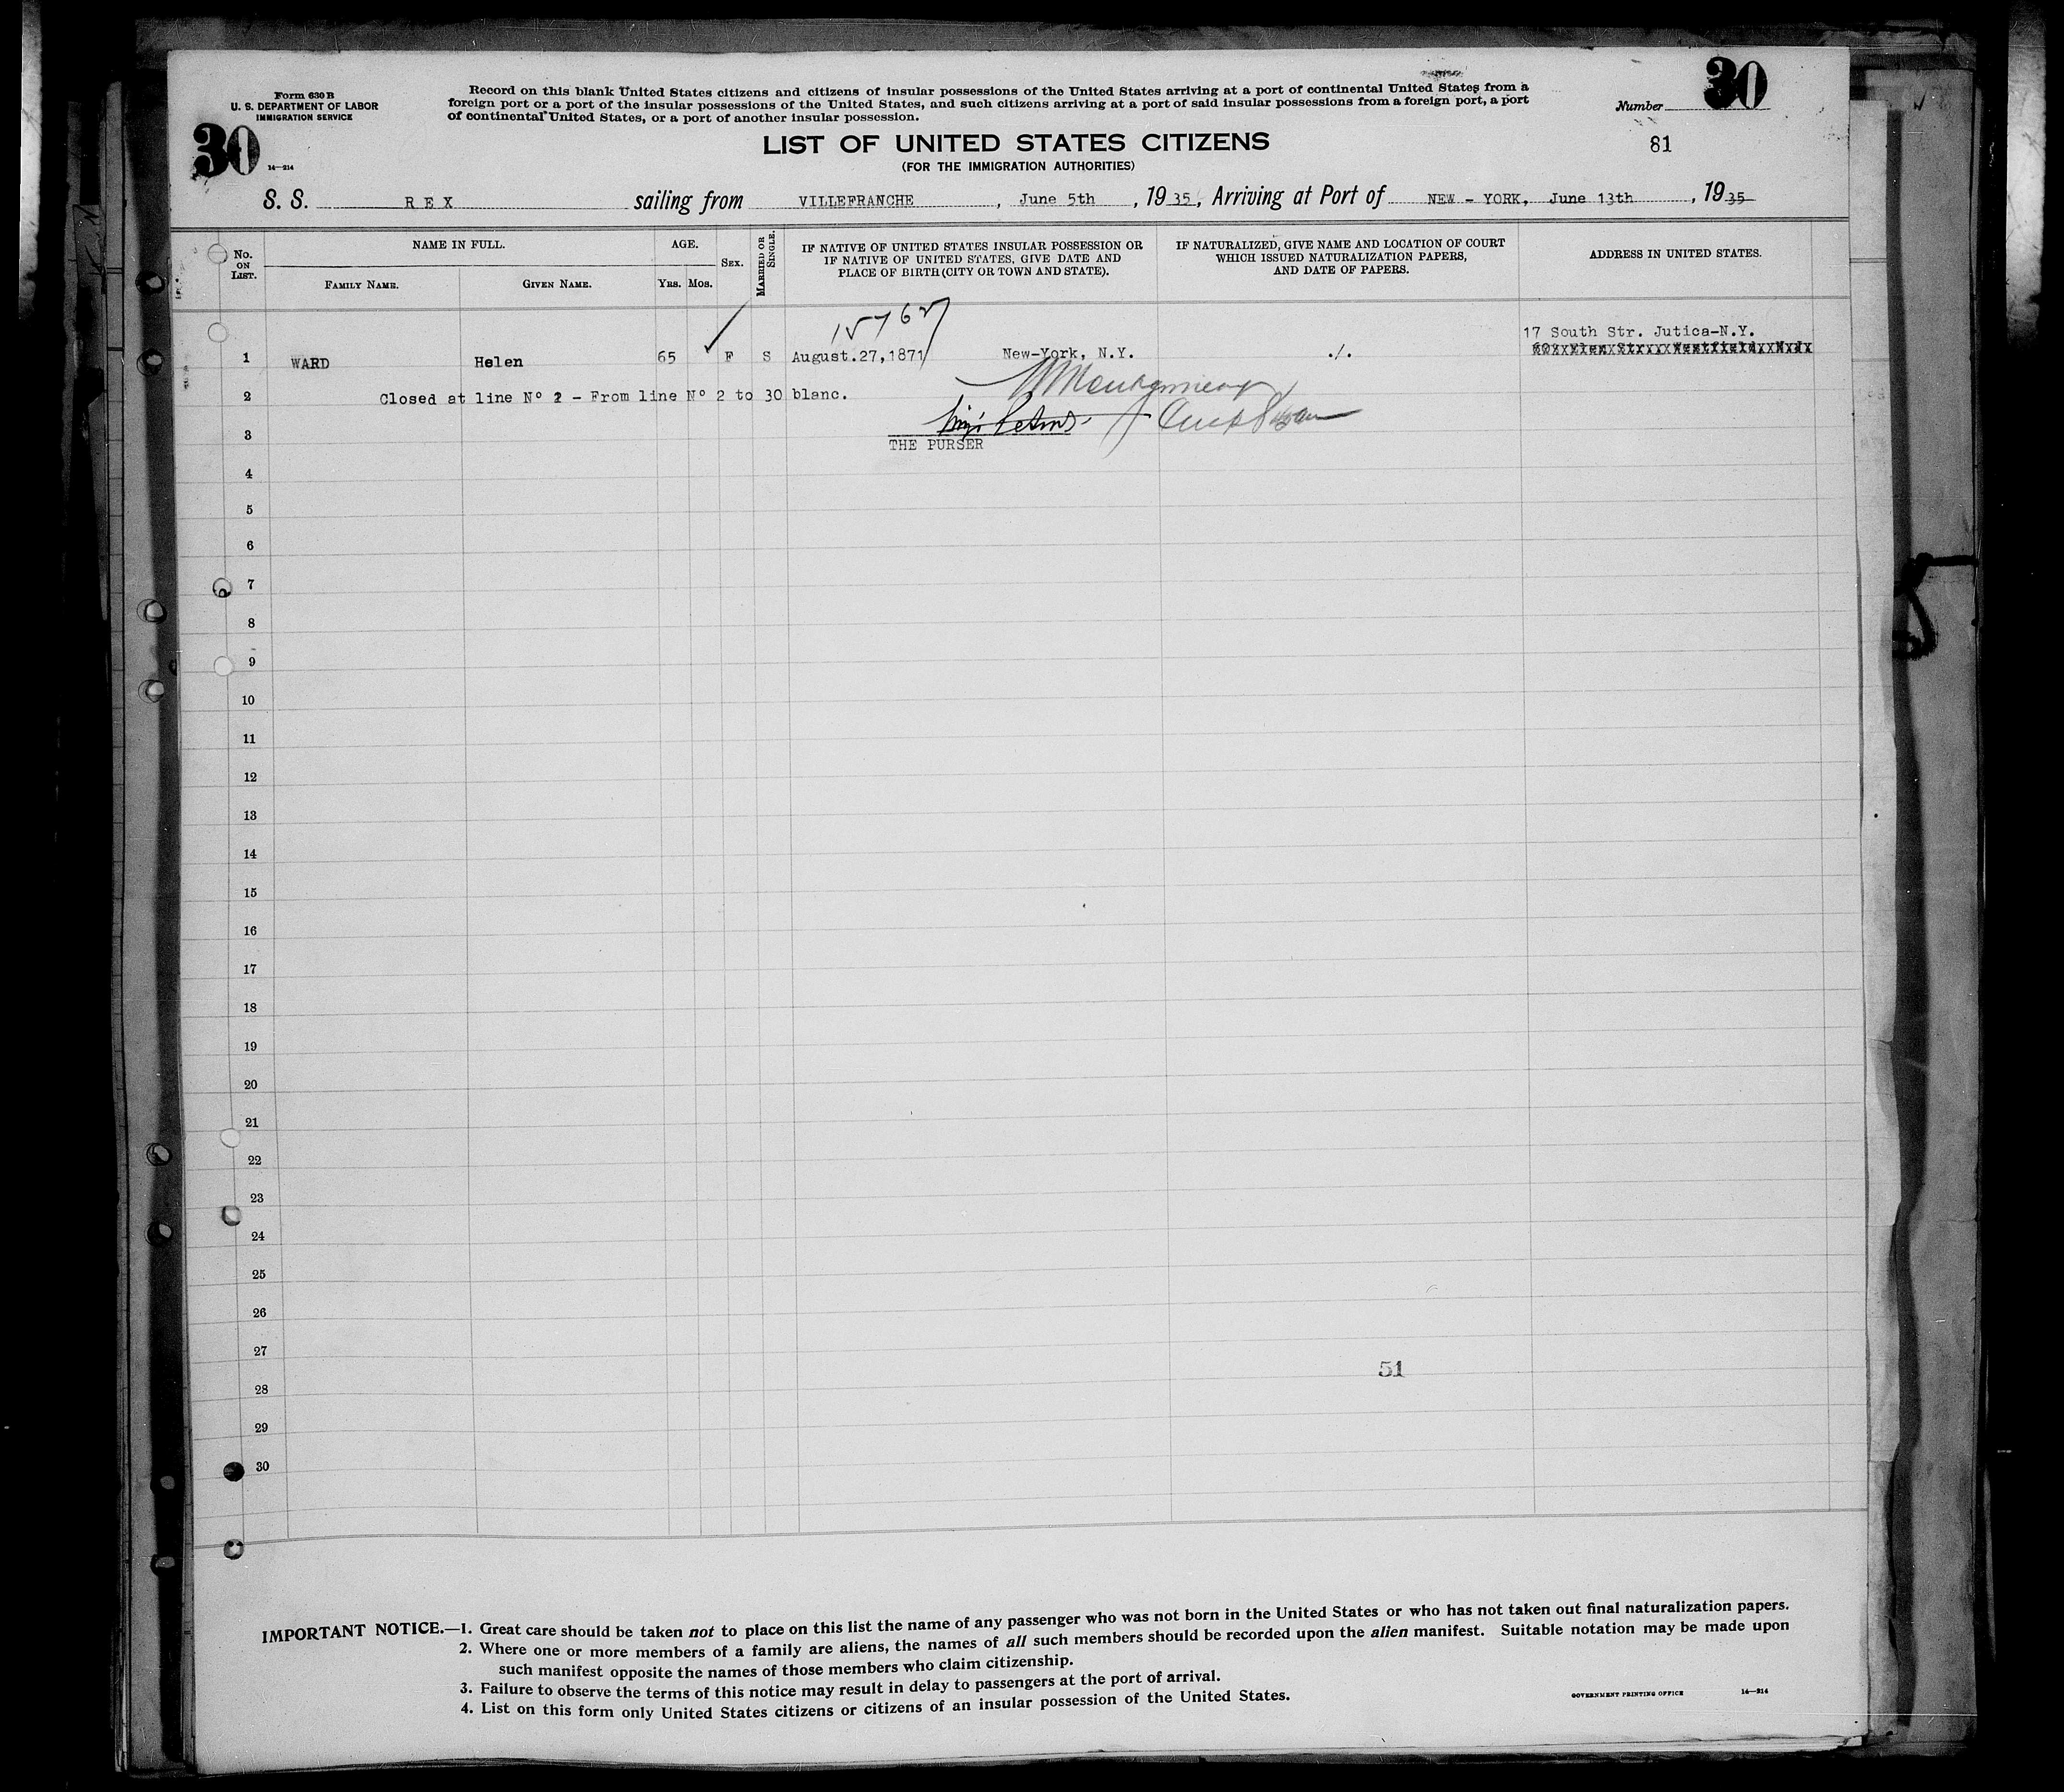 Form 630 B
U. S. DEPARTMENT OF LABOR
IMMIGRATION SERVICE
30
14—214
Record on this blank United States citizens and citizens of insular possessions of the United States arriving at a port of continental United States from a
foreign port or a port of the insular possessions of the United States, and such citizens arriving at a port of said insular possessions from a foreign port, a port
of continental United States, or a port of another insular possession.
Number 30
81
LIST OF UNITED STATES CITIZENS
(FOR THE IMMIGRATION AUTHORITIES)
S. S. REX sailing from VILLEFRANCHE, June 5th, 1935, Arriving at Port of NEW - YORK, June 13th, 1935
No. ON LIST.
NAME IN FULL.
FAMILY NAME. GIVEN NAME.
AGE.
YRS. MOS.
SEX.
MARRIED OR SINGLE.
IF NATIVE OF UNITED STATES INSULAR POSSESSION OR
IF NATIVE OF UNITED STATES, GIVE DATE AND
PLACE OF BIRTH (CITY OR TOWN AND STATE).
IF NATURALIZED, GIVE NAME AND LOCATION OF COURT
WHICH ISSUED NATURALIZATION PAPERS,
AND DATE OF PAPERS.
ADDRESS IN UNITED STATES.
17 South Str. Jutica-N.Y.
1 WARD Helen 65 F S August.27,1871 New-York, N.Y. ./.
2 Closed at line Nº 2 - From line Nº 2 to 30 blanc.
3
THE PURSER
4
5
6
7
8
9
10
11
12
13
14
15
16
17
18
19
20
21
22
23
24
25
26
27
51
28
29
30
IMPORTANT NOTICE.—1. Great care should be taken not to place on this list the name of any passenger who was not born in the United States or who has not taken out final naturalization papers.
2. Where one or more members of a family are aliens, the names of all such members should be recorded upon the alien manifest. Suitable notation may be made upon
such manifest opposite the names of those members who claim citizenship.
3. Failure to observe the terms of this notice may result in delay to passengers at the port of arrival.
4. List on this form only United States citizens or citizens of an insular possession of the United States.
GOVERNMENT PRINTING OFFICE 14—214